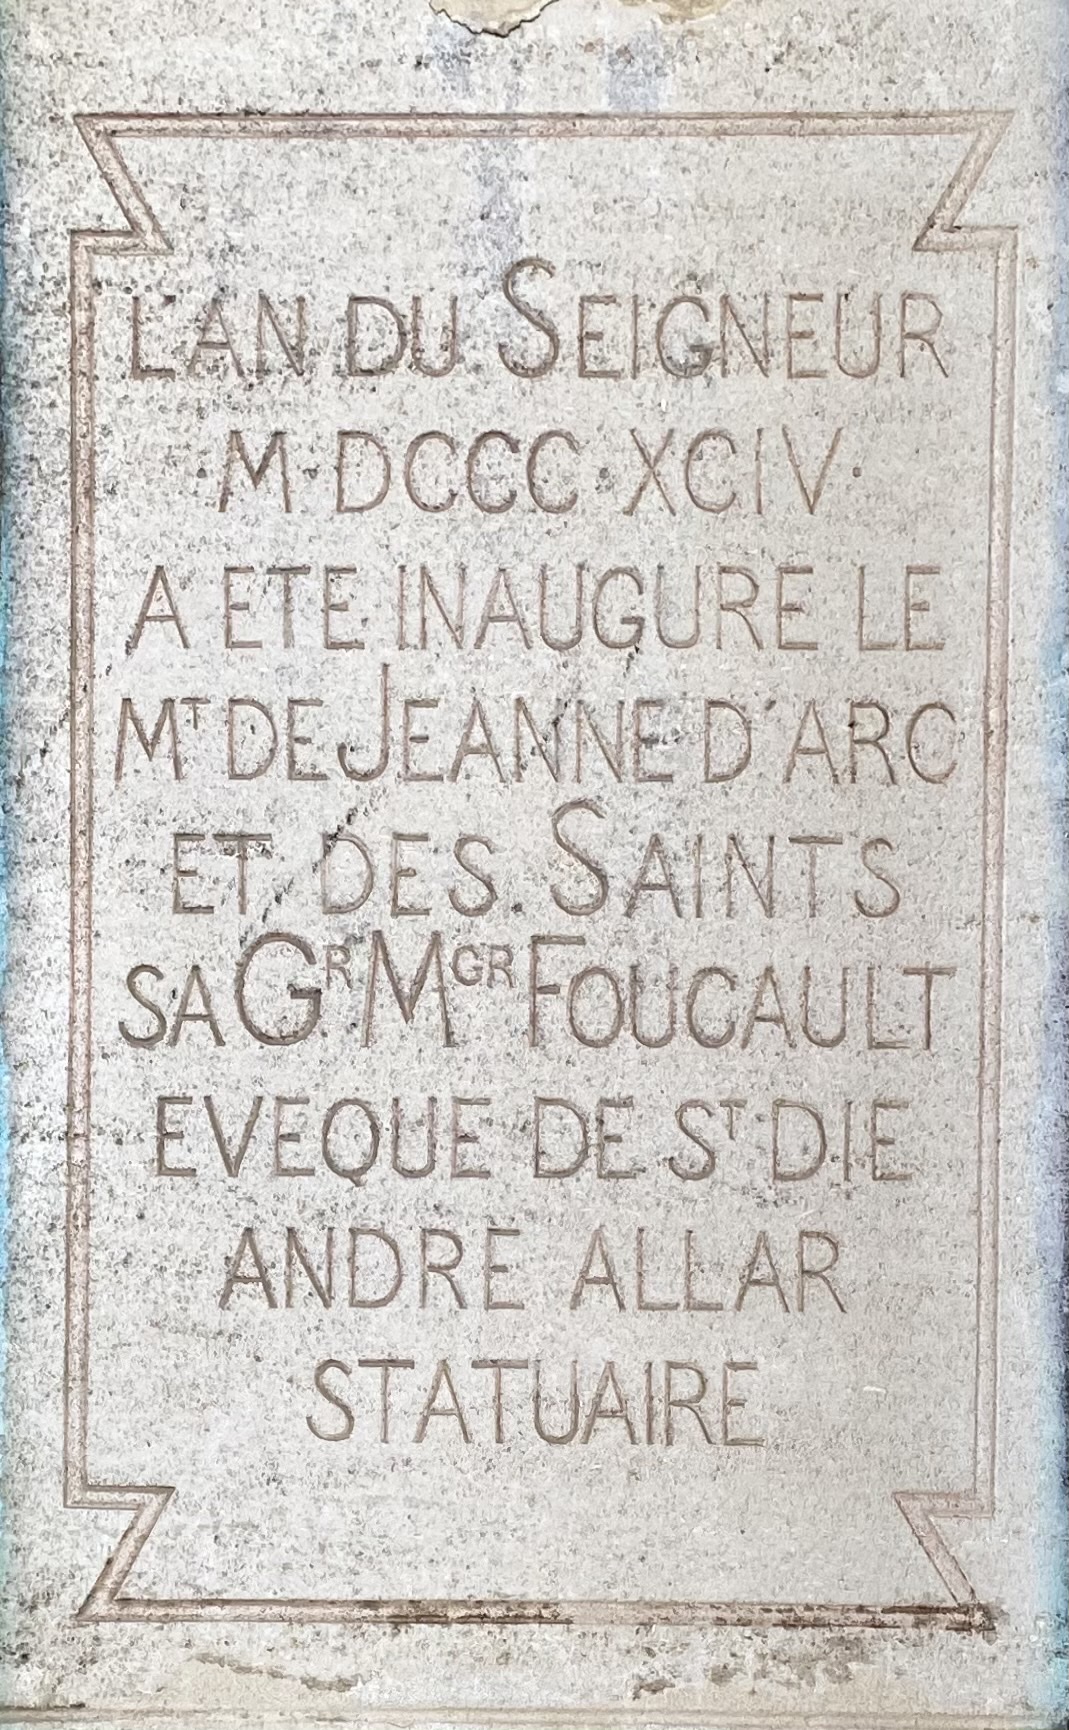 L'AN DU SEIGNEUR
·M·DCCC·XCIV·
A ETE INAUGURE LE
MT DE JEANNE D'ARC
ET DES SAINTS
SA GR MGR FOUCAULT
EVEQUE DE ST DIE
ANDRE ALLAR
STATUAIRE